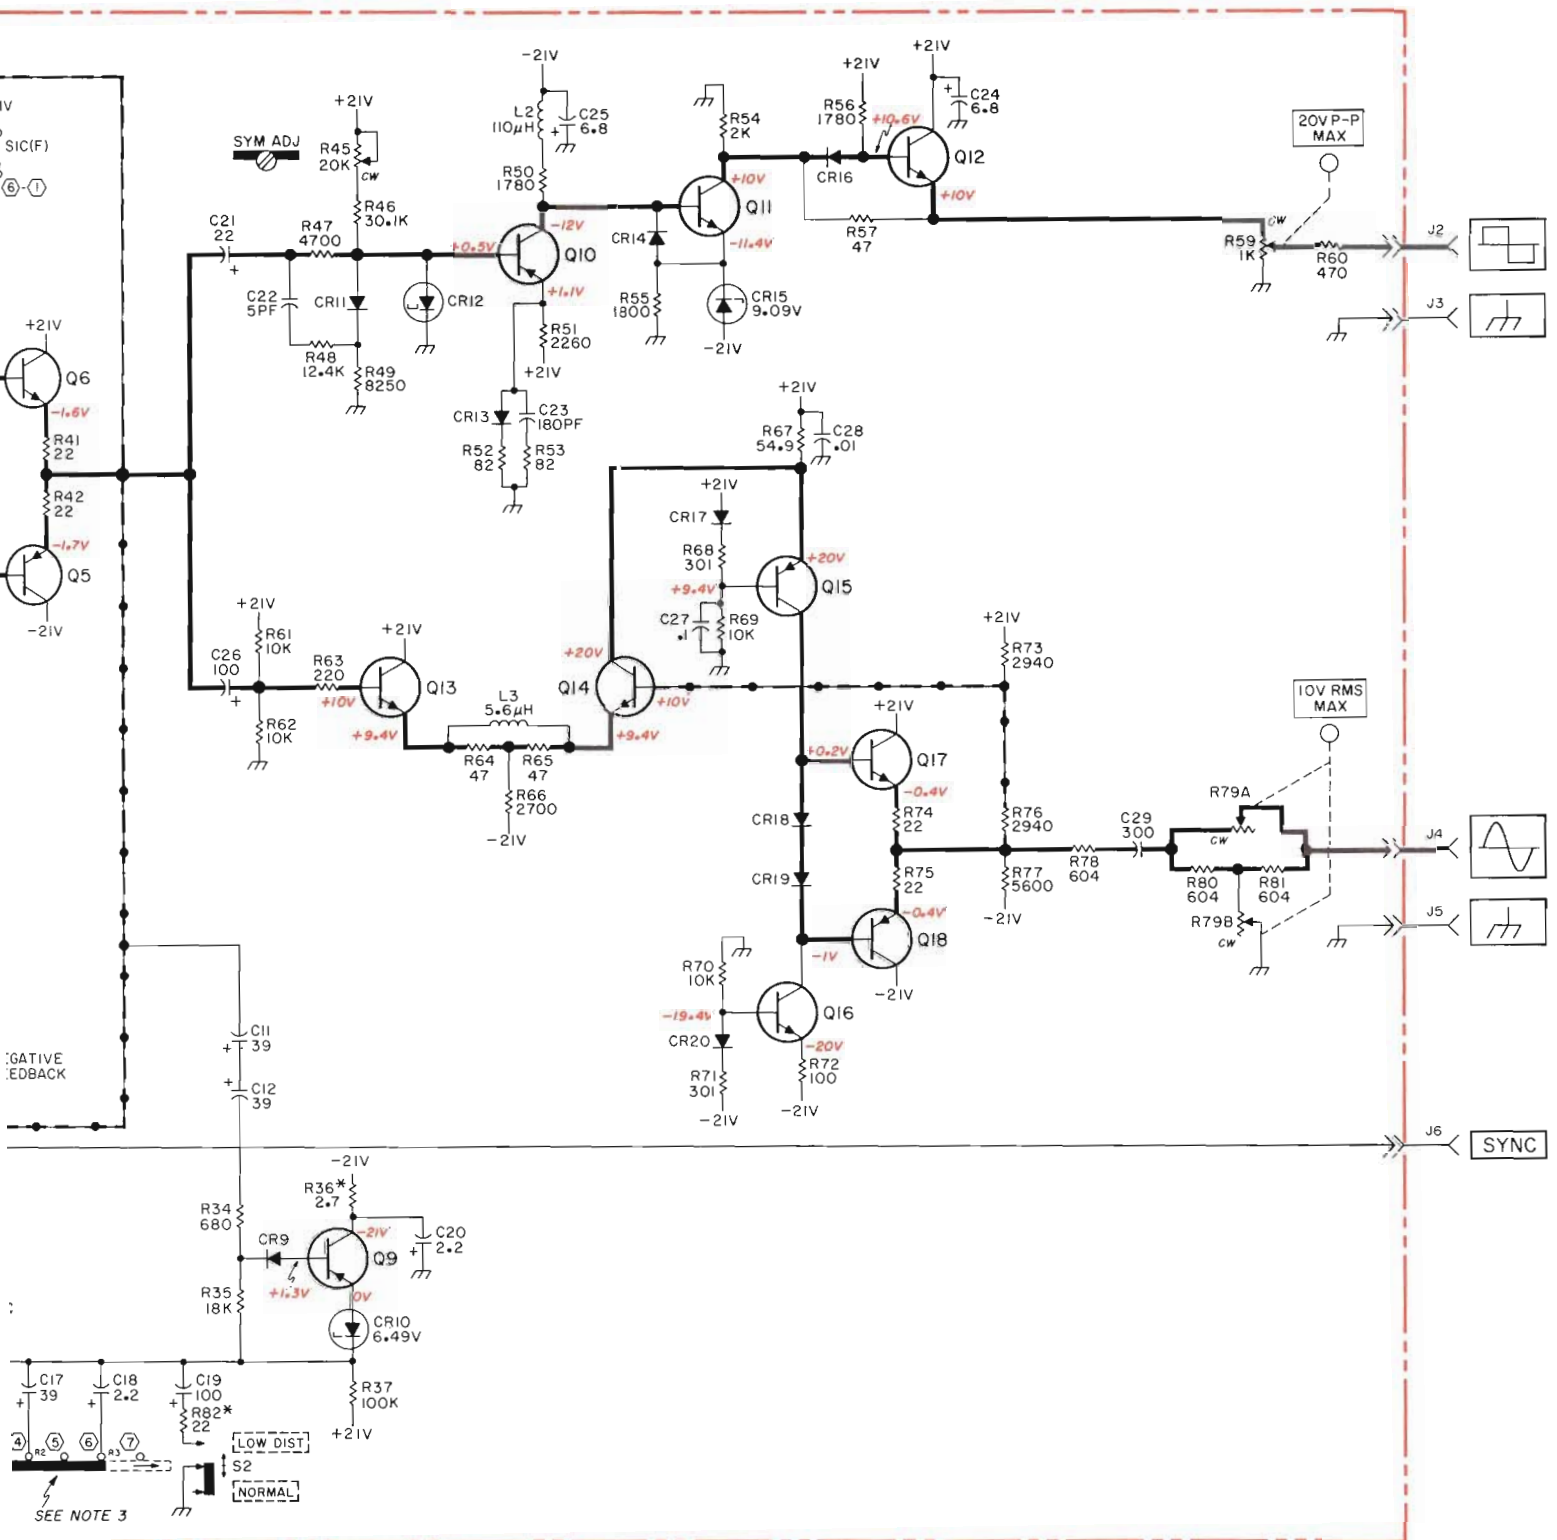 -21V
+21V
C24
6.8
L2
110µH
C25
6.8
+21V
R54
2K
R56
1780
+10.6V
Q12
20V P-P
MAX
SIC(F)
6-1
SYM ADJ
+21V
R45
20K
CW
R50
1780
+10V
CR16
+10V
R46
30.1K
C21
22
+
R47
4700
-12V
Q11
R57
47
+0.5V
Q10
CR14
-11.4V
CW
R59
1K
R60
470
J2
C22
5PF
CR11
CR12
+1.1V
R55
1800
CR15
9.09V
-21V
J3
+21V
R48
12.4K
R49
8250
R51
2260
+21V
Q6
-1.6V
CR13
C23
180PF
+21V
R41
22
R52
82
R53
82
R67
54.9
C28
.01
R42
22
+21V
CR17
-1.7V
Q5
R68
301
+20V
Q15
-21V
+9.4V
+21V
R61
10K
+21V
C27
.1
R69
10K
+21V
C26
100
+
R63
220
+20V
R73
2940
Q13
L3
5.6µH
Q14
+10V
+10V
10V RMS
MAX
R62
10K
+9.4V
+9.4V
+21V
R64
47
R65
47
+0.2V
Q17
R66
2700
-21V
-0.4V
R79A
CR18
R74
22
R76
2940
C29
300
CW
J4
CR19
R75
22
R77
5600
R78
604
R80
604
R81
604
-0.4V
-21V
R79B
CW
J5
-1V
Q18
R70
10K
-21V
-19.4V
Q16
C11
39
+
CR20
-20V
EGATIVE
EEDBACK
C12
39
+
R71
301
R72
100
-21V
-21V
J6
SYNC
-21V
R36*
2.7
R34
680
CR9
-21V
Q9
C20
2.2
+
R35
18K
+1.3V
0V
CR10
6.49V
C17
39
+
C18
2.2
+
C19
100
+
R37
100K
R82*
22
+21V
4
R2
5
6
R3
7
LOW DIST
S2
NORMAL
SEE NOTE 3